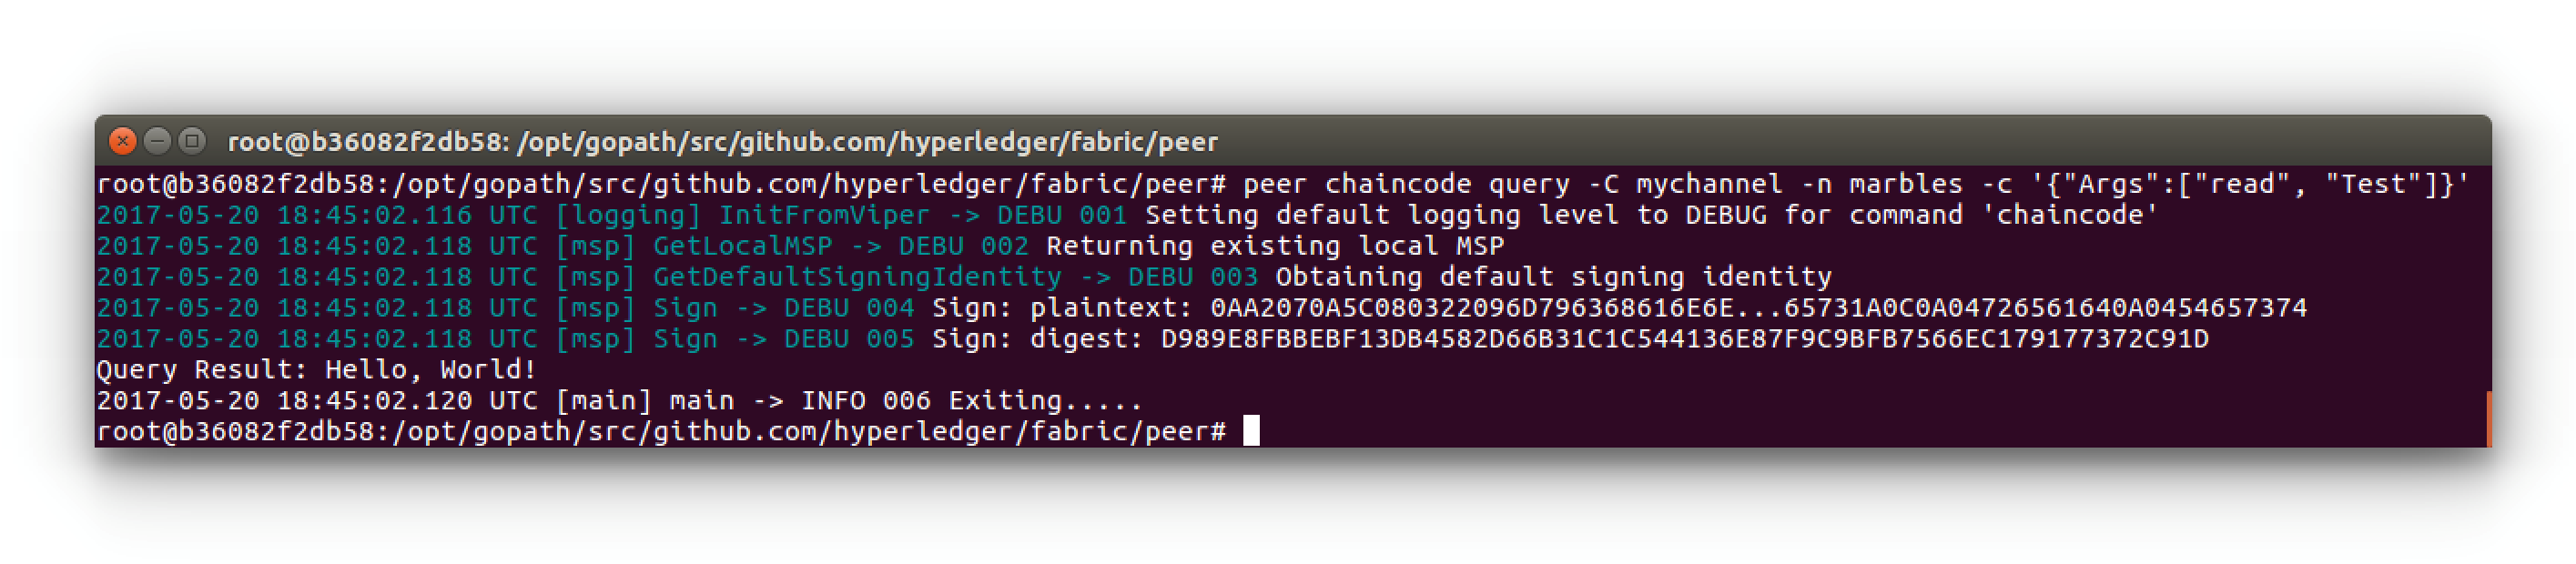 root@b36082f2db58: /opt/gopath/src/github.com/hyperledger/fabric/peer
root@b36082f2db58:/opt/gopath/src/github.com/hyperledger/fabric/peer# peer chaincode query -C mychannel -n marbles -c '{"Args":["read", "Test"]}'
2017-05-20 18:45:02.116 UTC [logging] InitFromViper -> DEBU 001 Setting default logging level to DEBUG for command 'chaincode'
2017-05-20 18:45:02.118 UTC [msp] GetLocalMSP -> DEBU 002 Returning existing local MSP
2017-05-20 18:45:02.118 UTC [msp] GetDefaultSigningIdentity -> DEBU 003 Obtaining default signing identity
2017-05-20 18:45:02.118 UTC [msp] Sign -> DEBU 004 Sign: plaintext: 0AA2070A5C080322096D796368616E6E...65731A0C0A04726561640A0454657374
2017-05-20 18:45:02.118 UTC [msp] Sign -> DEBU 005 Sign: digest: D989E8FBBEBF13DB4582D66B31C1C544136E87F9C9BFB7566EC179177372C91D
Query Result: Hello, World!
2017-05-20 18:45:02.120 UTC [main] main -> INFO 006 Exiting.....
root@b36082f2db58:/opt/gopath/src/github.com/hyperledger/fabric/peer#